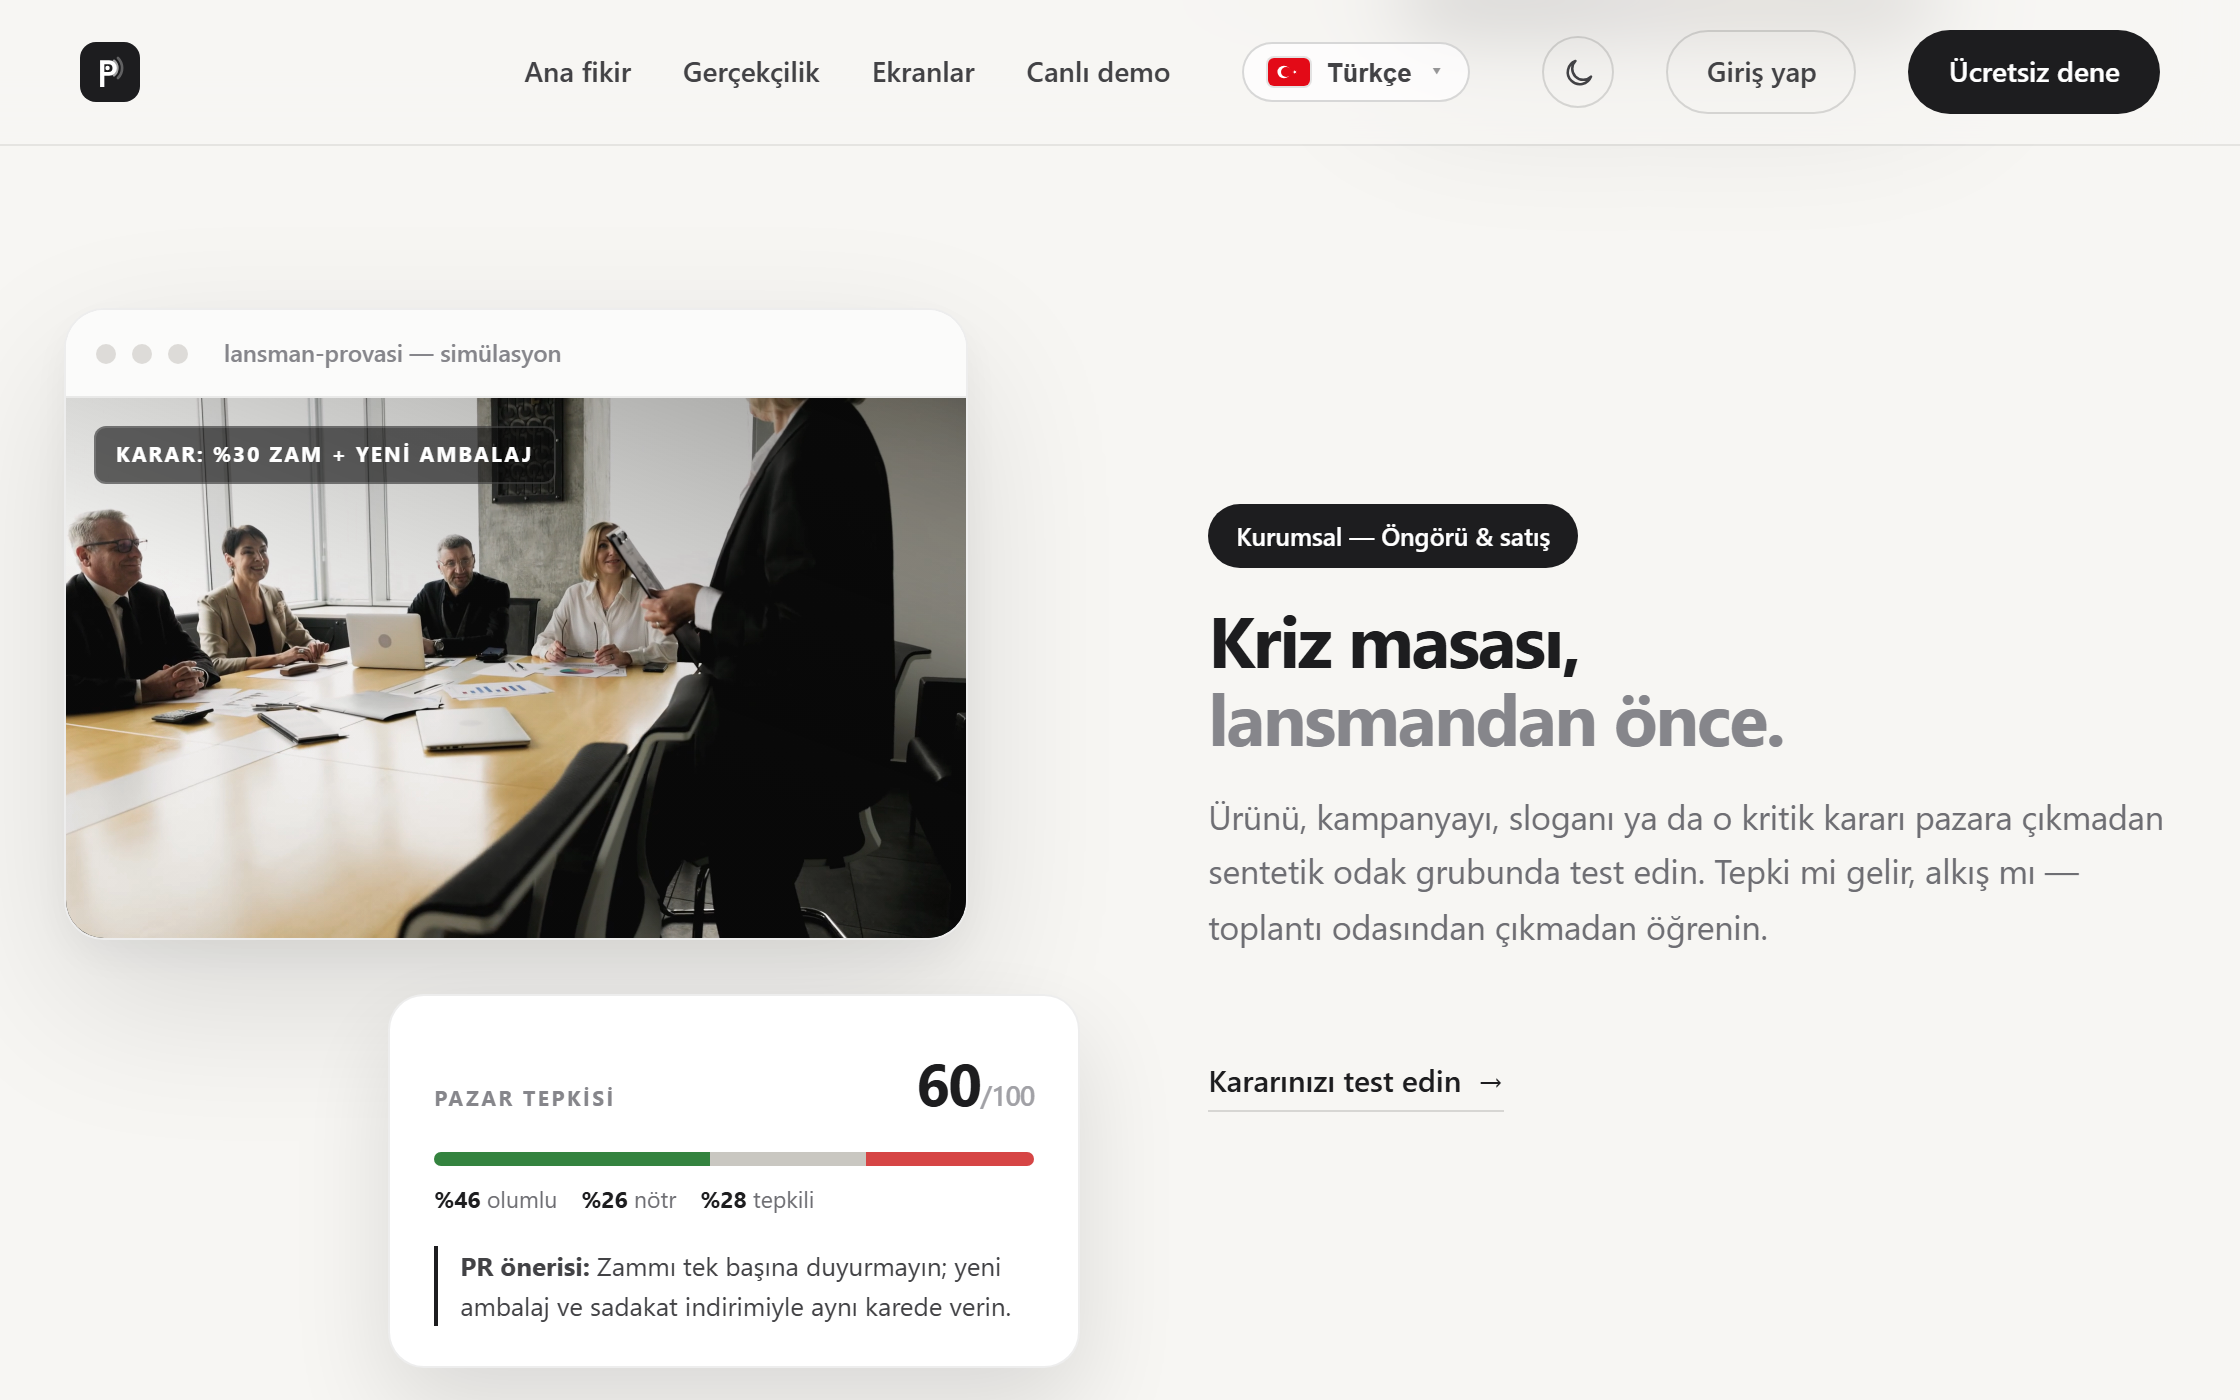 P
Ana fikir
Gerçekçilik
Ekranlar
Canlı demo
Türkçe
Giriş yap
Ücretsiz dene
lansman-provasi — simülasyon
KARAR: %30 ZAM + YENİ AMBALAJ
Kurumsal — Öngörü & satış
Kriz masası,
lansmandan önce.
Ürünü, kampanyayı, sloganı ya da o kritik kararı pazara çıkmadan
sentetik odak grubunda test edin. Tepki mi gelir, alkış mı —
toplantı odasından çıkmadan öğrenin.
Kararınızı test edin →
PAZAR TEPKİSİ
60/100
%46 olumlu %26 nötr %28 tepkili
PR önerisi: Zammı tek başına duyurmayın; yeni
ambalaj ve sadakat indirimiyle aynı karede verin.